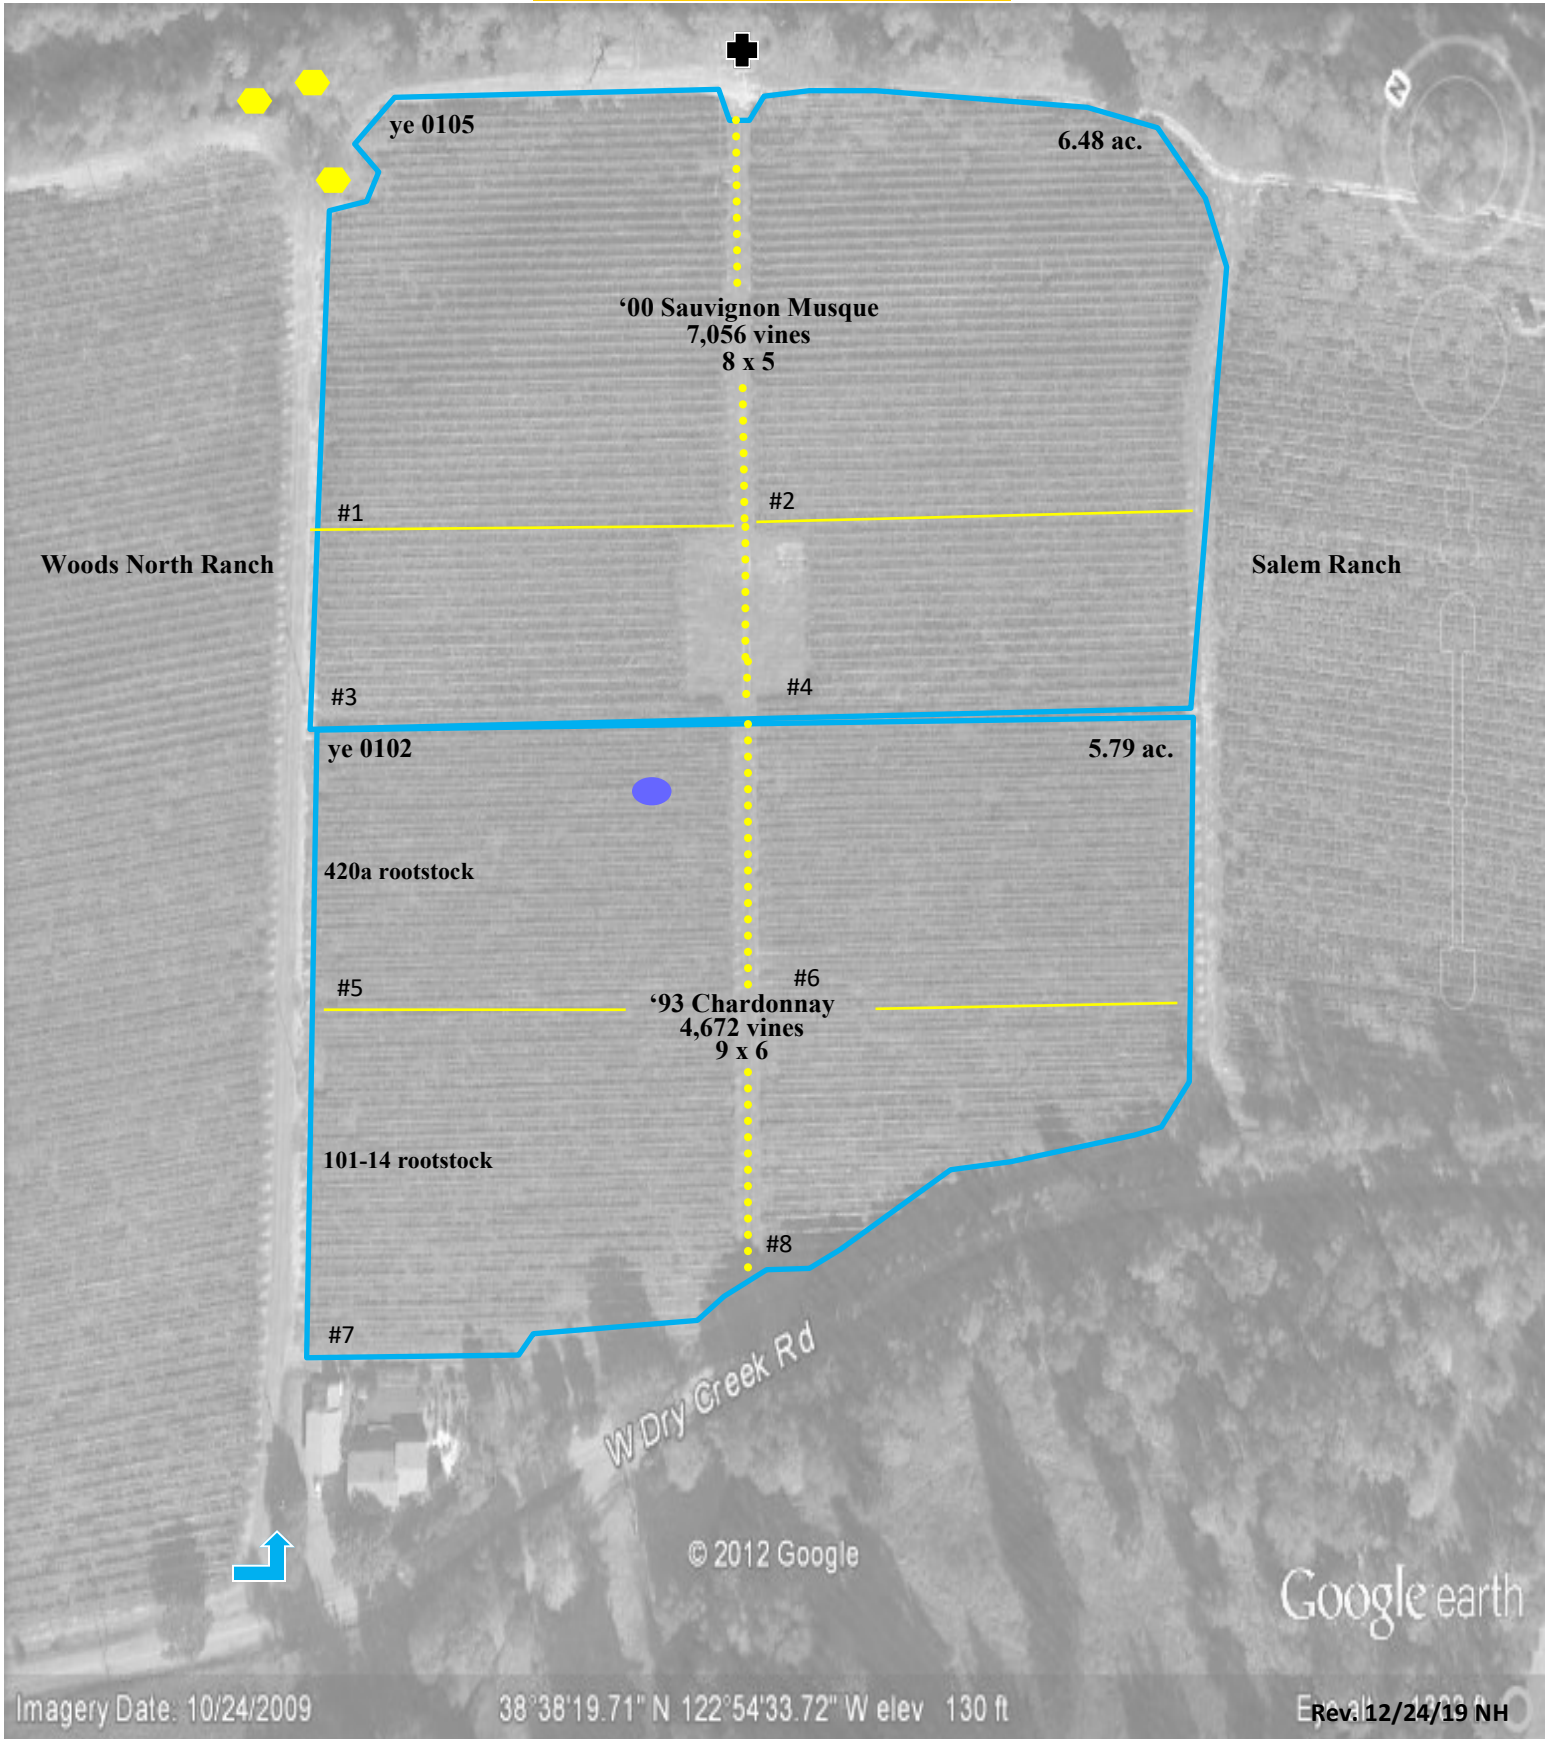 N
ye 0105
6.48 ac.
‘00 Sauvignon Musque
7,056 vines
8 x 5
#1
#2
Woods North Ranch
Salem Ranch
#3
#4
ye 0102
5.79 ac.
420a rootstock
#5
#6
‘93 Chardonnay
4,672 vines
9 x 6
101-14 rootstock
#8
#7
W Dry Creek Rd
© 2012 Google
Google earth
Imagery Date: 10/24/2009
38°38'19.71" N 122°54'33.72" W elev 130 ft
Rev. 12/24/19 NH